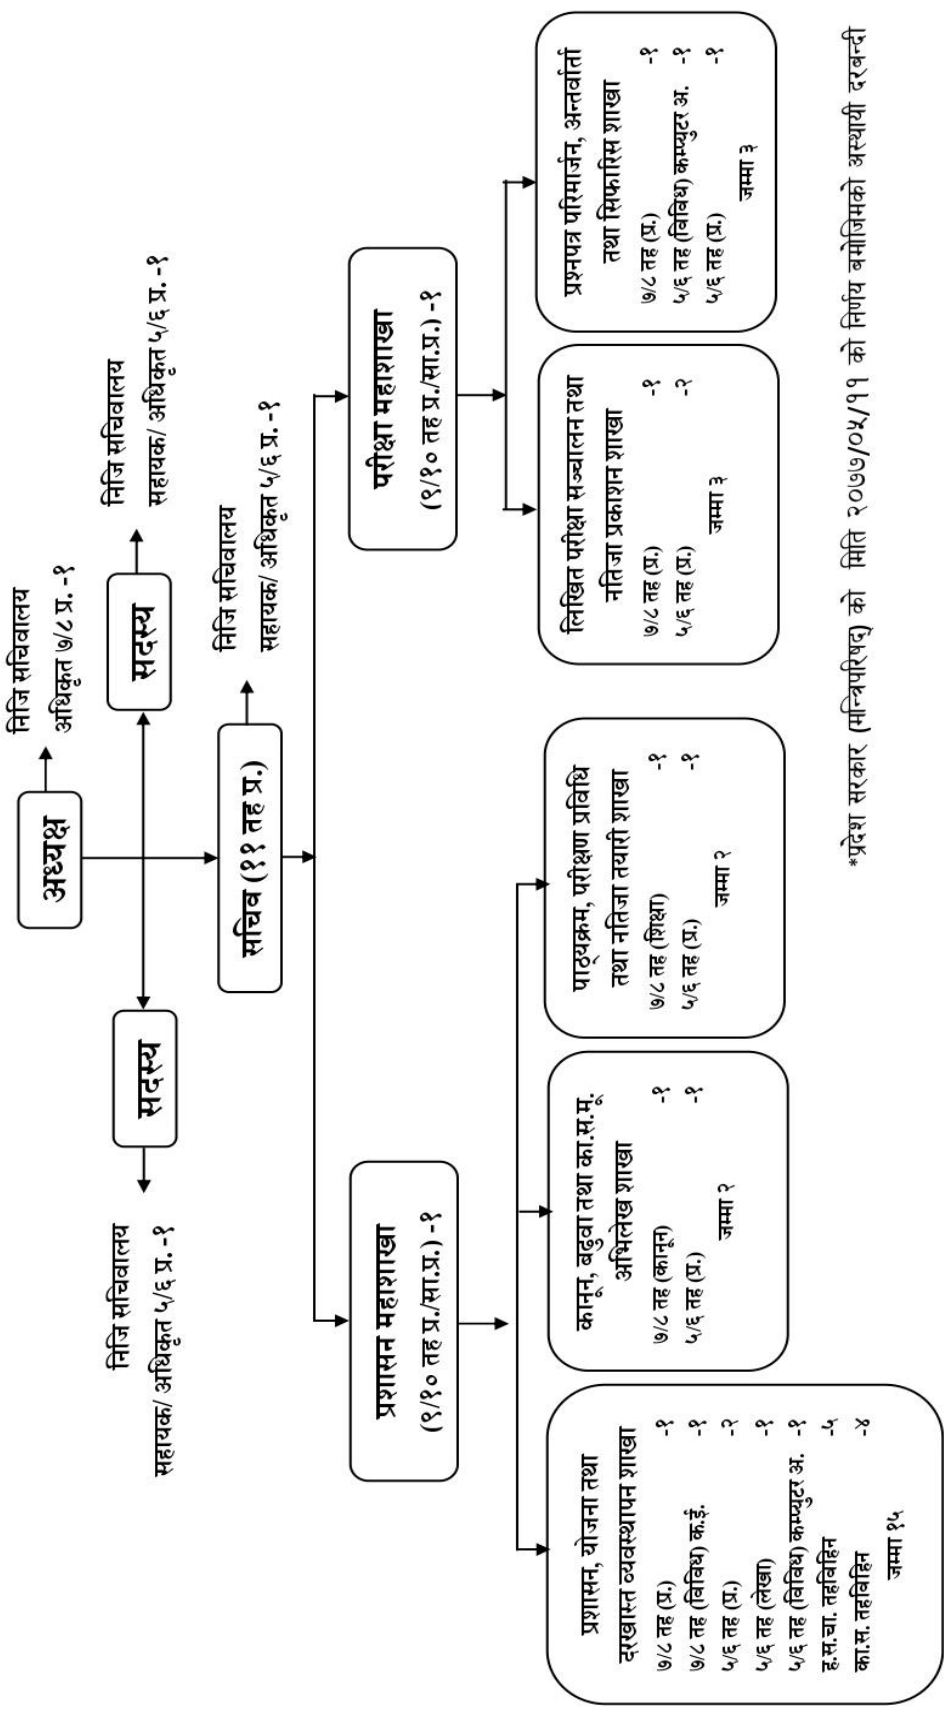 निजि सचिवालय
अधिकृत ७/८ प्र. -१
अध्यक्ष
निजि सचिवालय
सहायक/ अधिकृत ५/६ प्र.-१
सदस्य
सदस्य
निजि सचिवालय
सहायक/ अधिकृत ५/६ प्र. -१
सचिव (११ तह प्र.)
निजि सचिवालय
सहायक/ अधिकृत ५/६ प्र. -१
प्रशासन महाशाखा
(९/१० तह प्र./सा.प्र.) -१
परीक्षा महाशाखा
(९/१० तह प्र./सा.प्र.) -१
प्रशासन, योजना तथा
दरखास्त व्यवस्थापन शाखा
७/८ तह (प्र.) -१
७/८ तह (विविध) क.ई. -१
५/६ तह (प्र.) -२
५/६ तह (लेखा) -१
५/६ तह (विविध) कम्प्युटर अ. -१
ह.स.चा. तहविहिन -५
का.स. तहविहिन -४
जम्मा १५
कानून, बढुवा तथा का.स.मू.
अभिलेख शाखा
७/८ तह (कानून) -१
५/६ तह (प्र.) -१
जम्मा २
पाठ्यक्रम, परीक्षण प्रविधि
तथा नतिजा तयारी शाखा
७/८ तह (शिक्षा) -१
५/६ तह (प्र.) -१
जम्मा २
लिखित परीक्षा सञ्चालन तथा
नतिजा प्रकाशन शाखा
७/८ तह (प्र.) -१
५/६ तह (प्र.) -२
जम्मा ३
प्रश्नपत्र परिमार्जन, अन्तर्वार्ता
तथा सिफारिस शाखा
७/८ तह (प्र.) -१
५/६ तह (विविध) कम्प्युटर अ. -१
५/६ तह (प्र.) -१
जम्मा ३
*प्रदेश सरकार (मन्त्रिपरिषद्) को मिति २०७७/०५/११ को निर्णय बमोजिमको अस्थायी दरबन्दी